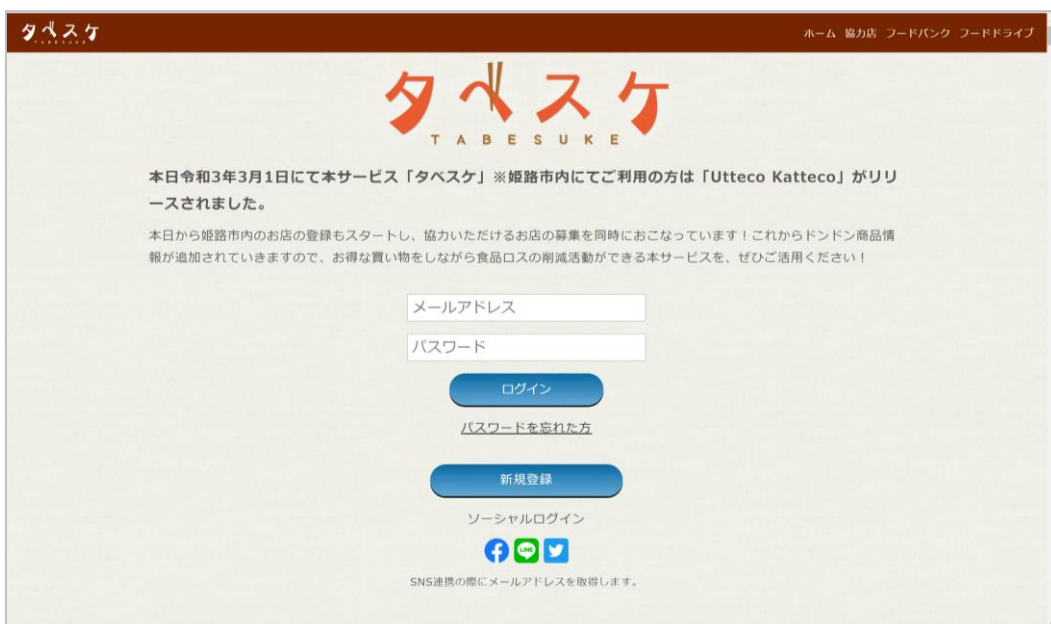 タベスケ
TABESUKE
ホーム 協力店 フードバンク フードドライブ
タベスケ
TABESUKE
本日令和3年3月1日にて本サービス「タベスケ」※姫路市内にてご利用の方は「Utteco Katteco」がリリ
ースされました。
本日から姫路市内のお店の登録もスタートし、協力いただけるお店の募集を同時におこなっています！これからドンドン商品情
報が追加されていきますので、お得な買い物をしながら食品ロスの削減活動ができる本サービスを、ぜひご活用ください！
メールアドレス
パスワード
ログイン
パスワードを忘れた方
新規登録
ソーシャルログイン
LINE
SNS連携の際にメールアドレスを取得します。